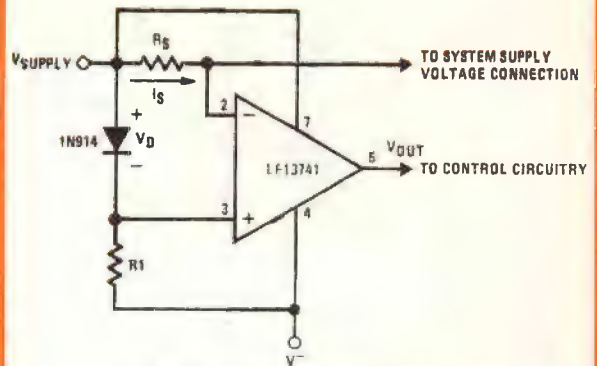 RS
VSUPPLY
TO SYSTEM SUPPLY
VOLTAGE CONNECTION
IS
2
7
+
−
1N914
VD
−
LF13741
6
VOUT
TO CONTROL CIRCUITRY
3
+
4
R1
V−